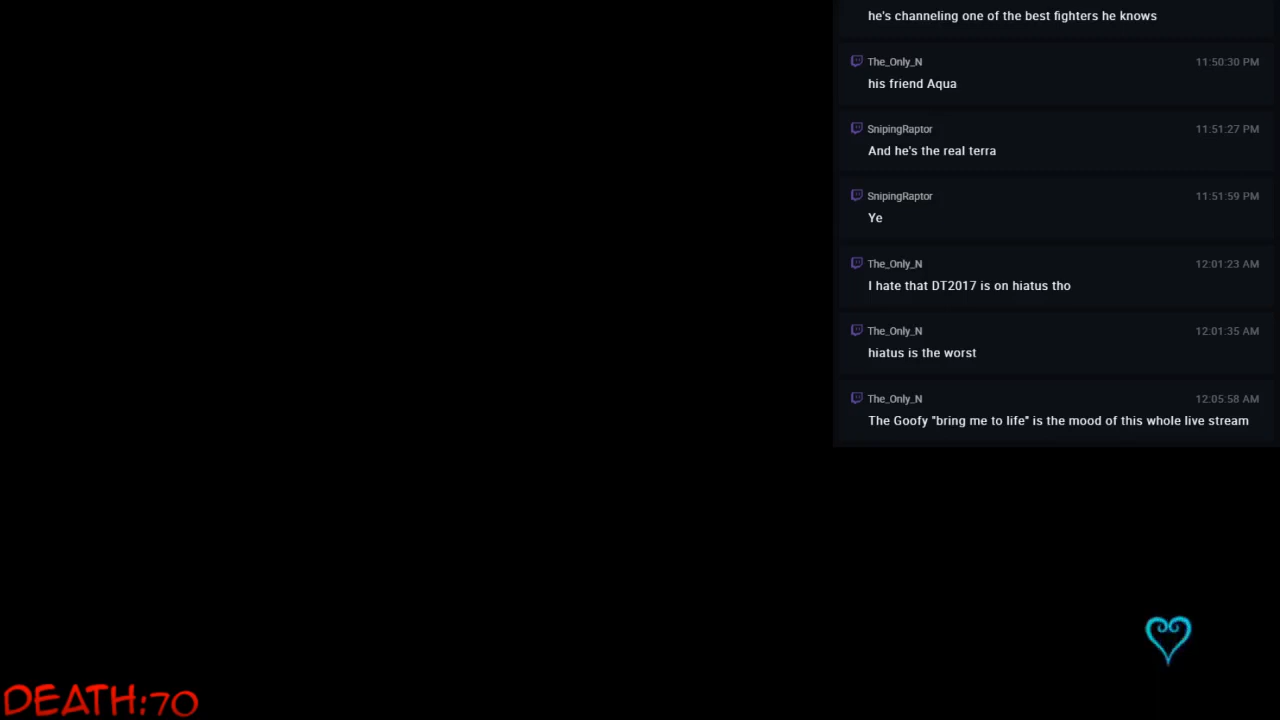 he's channeling one of the best fighters he knows
The_Only_N 11:50:30 PM
his friend Aqua
SnipingRaptor 11:51:27 PM
And he's the real terra
SnipingRaptor 11:51:59 PM
Ye
The_Only_N 12:01:23 AM
I hate that DT2017 is on hiatus tho
The_Only_N 12:01:35 AM
hiatus is the worst
The_Only_N 12:05:58 AM
The Goofy "bring me to life" is the mood of this whole live stream
DEATH:70